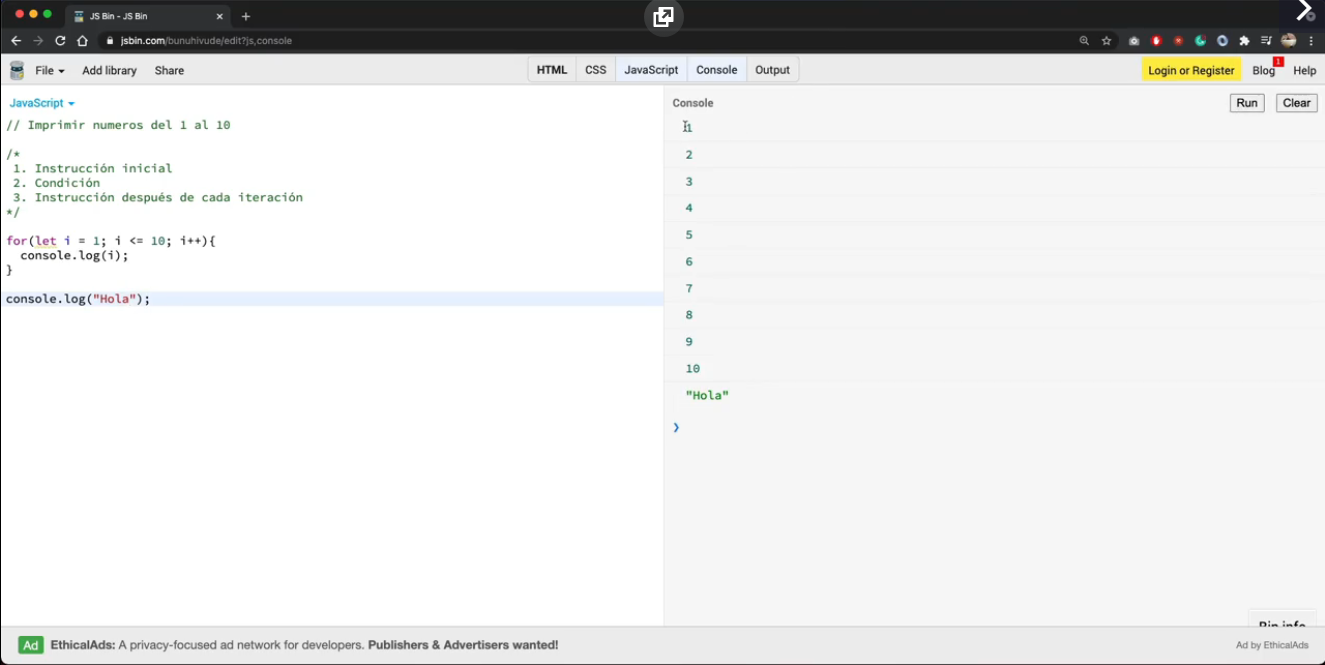 JS Bin - JS Bin
jsbin.com/bunuhivude/edit?js,console
File Add library Share HTML CSS JavaScript Console Output Login or Register Blog 1 Help
JavaScript
// Imprimir numeros del 1 al 10
/*
1. Instrucción inicial
2. Condición
3. Instrucción después de cada iteración
*/
for(let i = 1; i <= 10; i++){
console.log(i);
}
console.log("Hola");
Console Run Clear
1
2
3
4
5
6
7
8
9
10
"Hola"
Bin info
Ad EthicalAds: A privacy-focused ad network for developers. Publishers & Advertisers wanted! Ad by EthicalAds